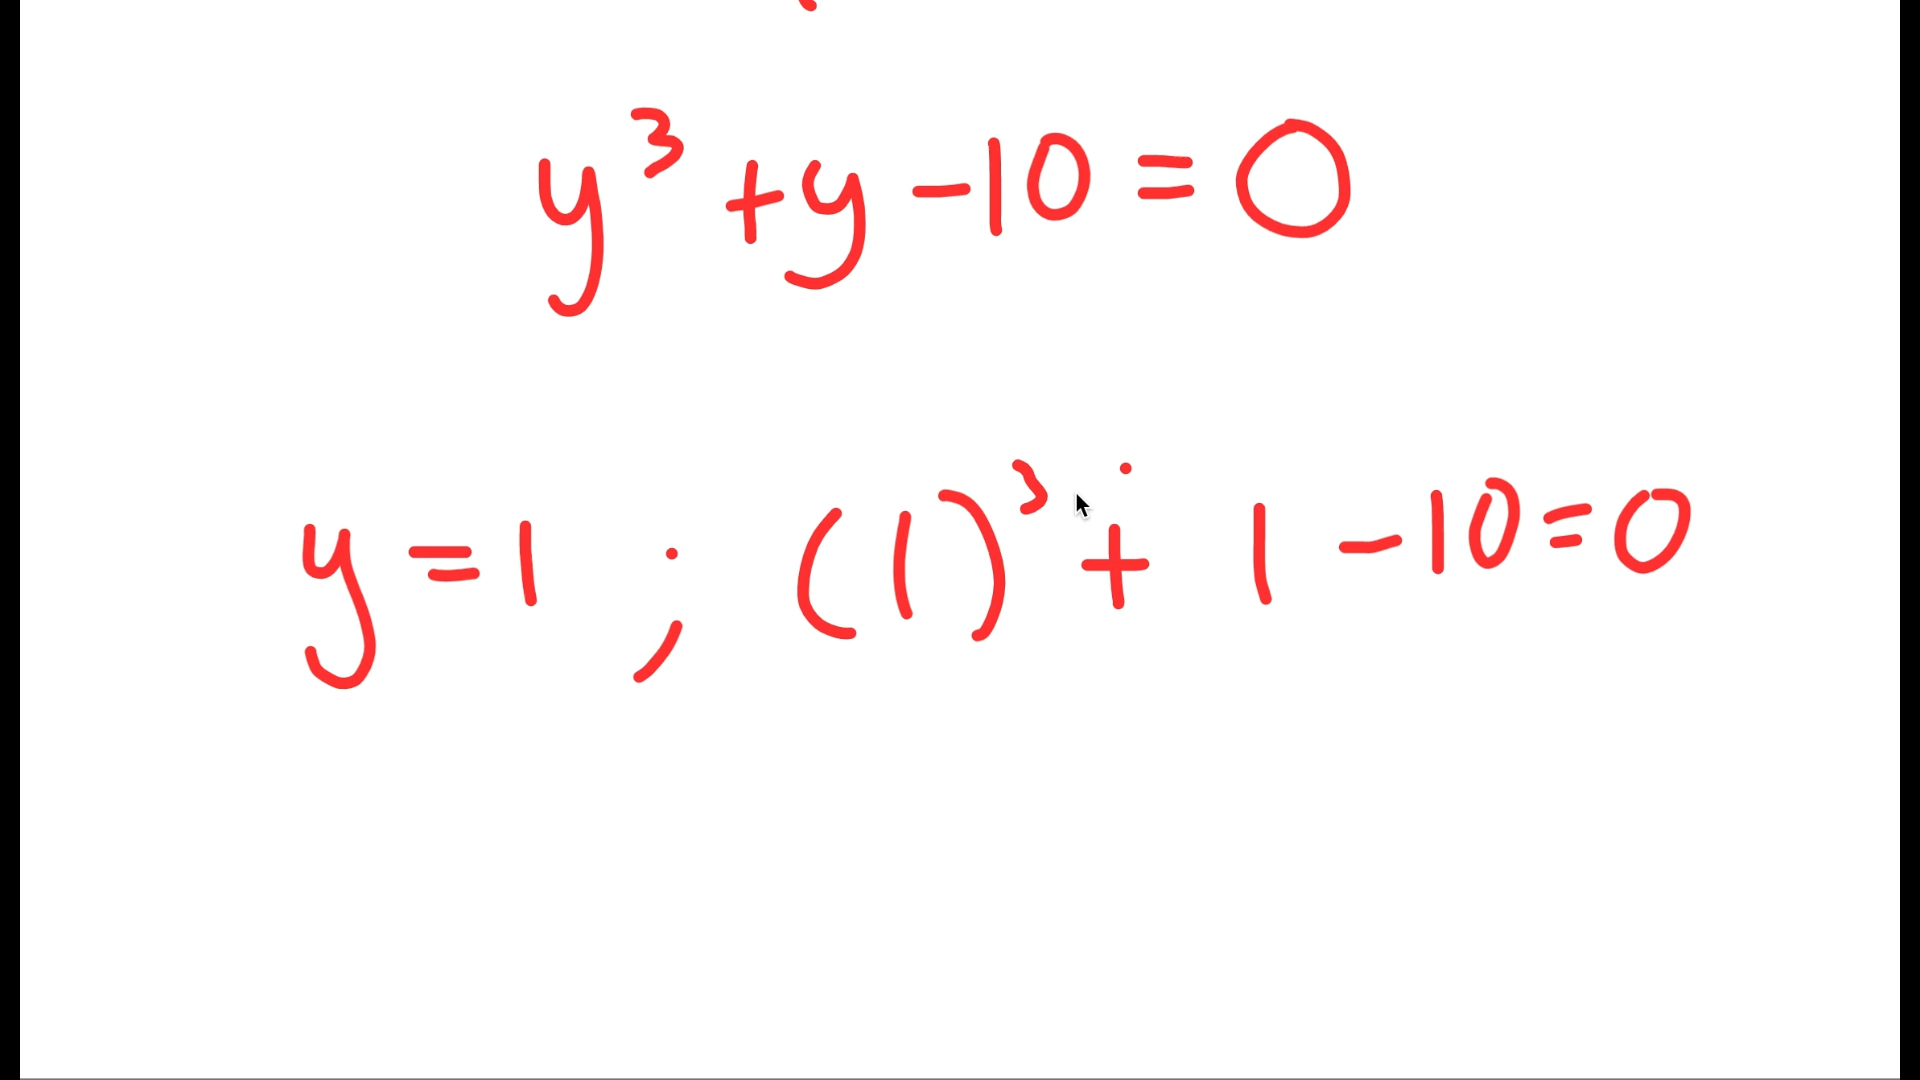 y³ + y - 10 = 0
y = 1 ; (1)³ + 1 - 10 = 0